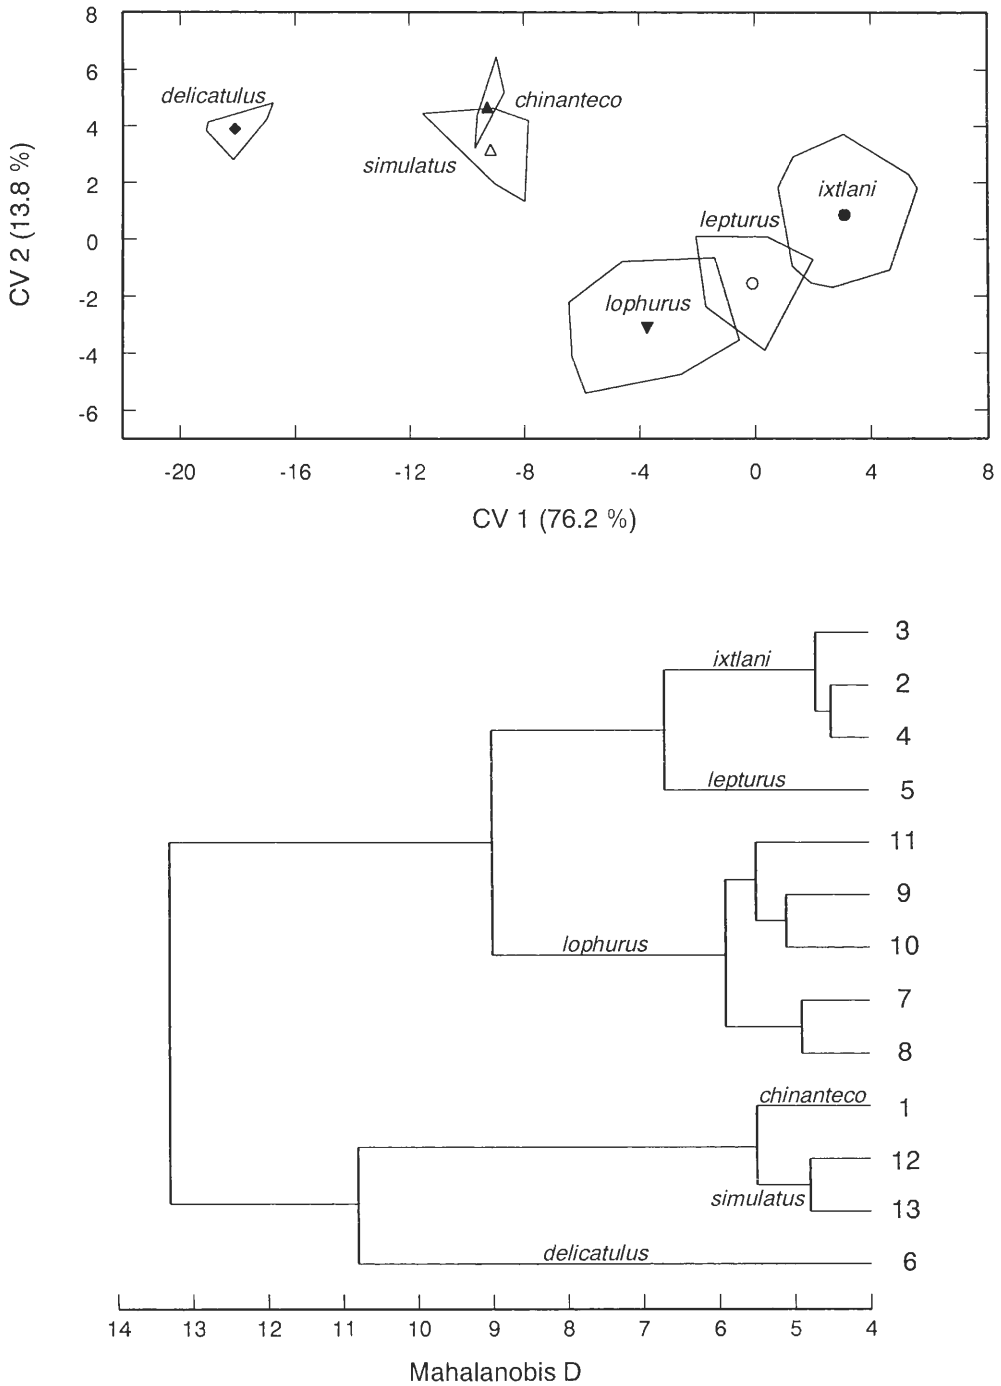 8
6
4
2
0
-2
-4
-6
CV 2 (13.8 %)
delicatulus
chinanteco
simulatus
ixtlani
lepturus
lophurus
-20 -16 -12 -8 -4 0 4 8
CV 1 (76.2 %)
3
ixtlani
2
4
lepturus 5
11
9
lophurus 10
7
8
chinanteco 1
12
simulatus 13
delicatulus 6
14 13 12 11 10 9 8 7 6 5 4
Mahalanobis D